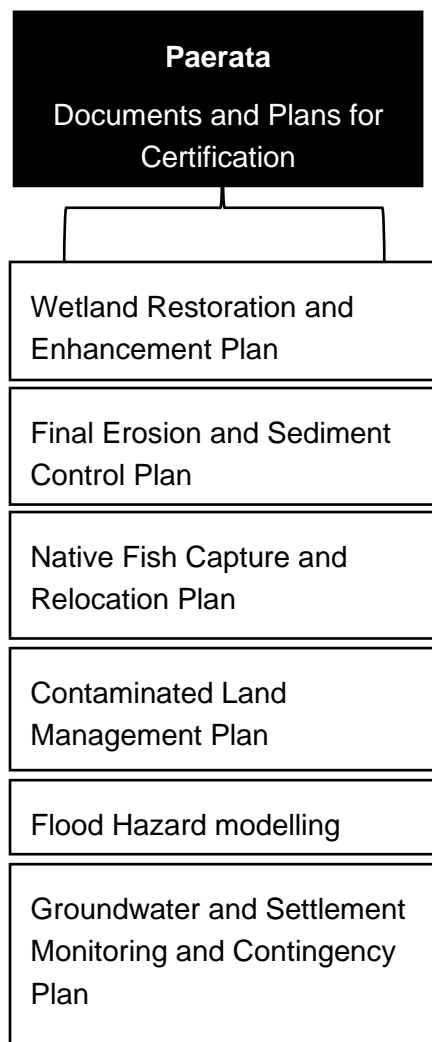 Paerata
Documents and Plans for
Certification
Wetland Restoration and
Enhancement Plan
Final Erosion and Sediment
Control Plan
Native Fish Capture and
Relocation Plan
Contaminated Land
Management Plan
Flood Hazard modelling
Groundwater and Settlement
Monitoring and Contingency
Plan